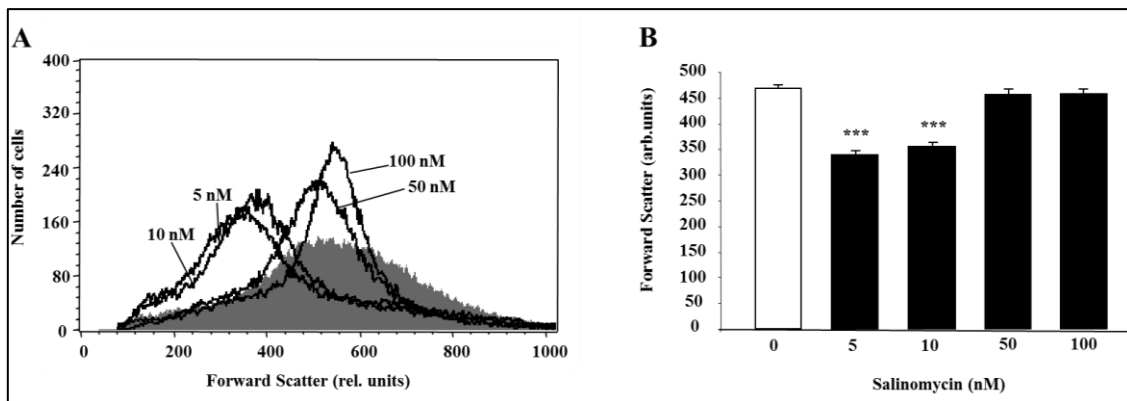 A
400
320
240
160
80
0
Number of cells
5 nM
10 nM
100 nM
50 nM
0 200 400 600 800 1000
Forward Scatter (rel. units)
B
500
450
400
350
300
250
200
150
100
50
0
Forward Scatter (arb.units)
*** ***
0 5 10 50 100
Salinomycin (nM)